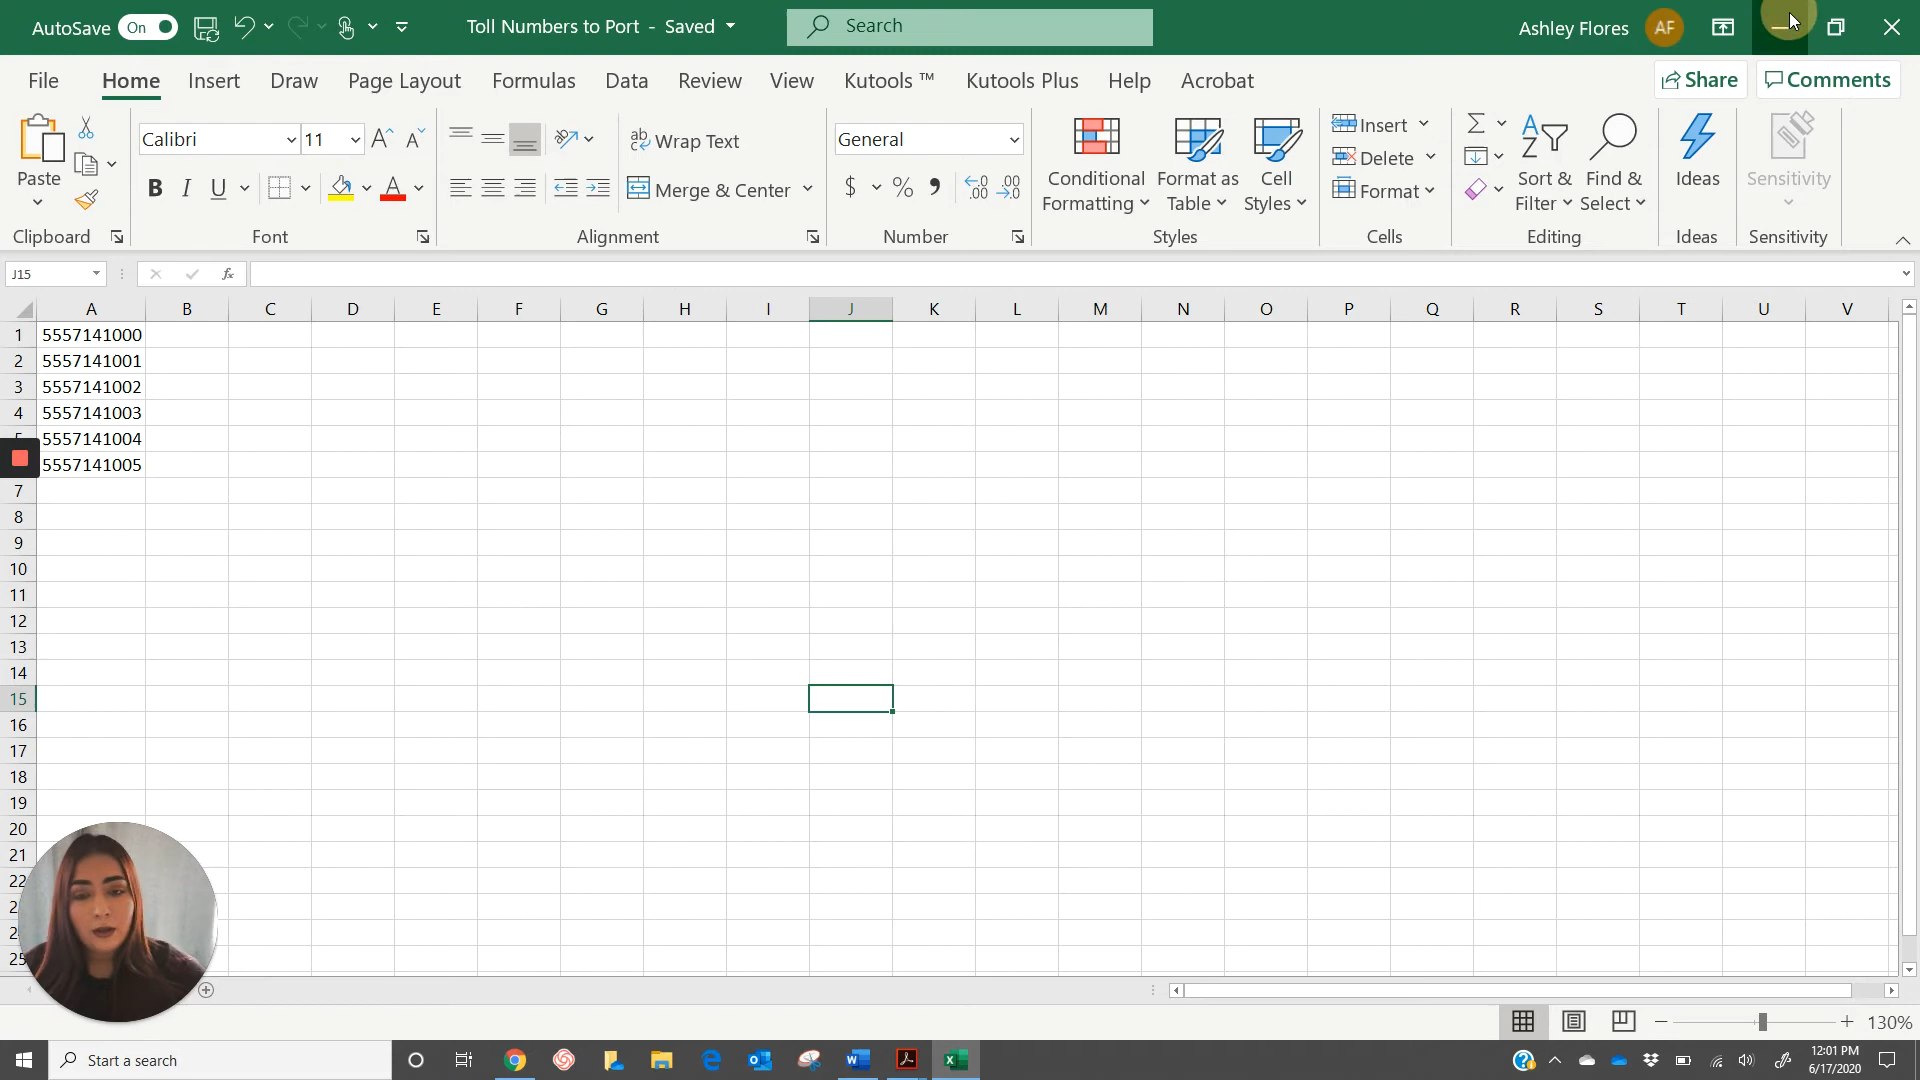 AutoSave On Toll Numbers to Port - Saved Search Ashley Flores AF
File Home Insert Draw Page Layout Formulas Data Review View Kutools ™ Kutools Plus Help Acrobat Share Comments
Paste
Clipboard
Calibri 11
B I U
Font
Wrap Text
Merge & Center
Alignment
General
$ % 9
Number
Conditional Formatting
Format as Table
Cell Styles
Styles
Insert
Delete
Format
Cells
Sort & Filter
Find & Select
Editing
Ideas
Ideas
Sensitivity
Sensitivity
J15 fx
A B C D E F G H I J K L M N O P Q R S T U V
1 5557141000
2 5557141001
3 5557141002
4 5557141003
5557141004
5557141005
7
8
9
10
11
12
13
14
15
16
17
18
19
20
21
22
25
130%
Start a search
12:01 PM
6/17/2020